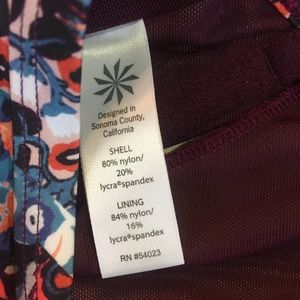 Designed in
Sonoma County,
California
SHELL
80% nylon/
20%
lycra®spandex
LINING
84% nylon/
16%
lycra®spandex
RN #54023